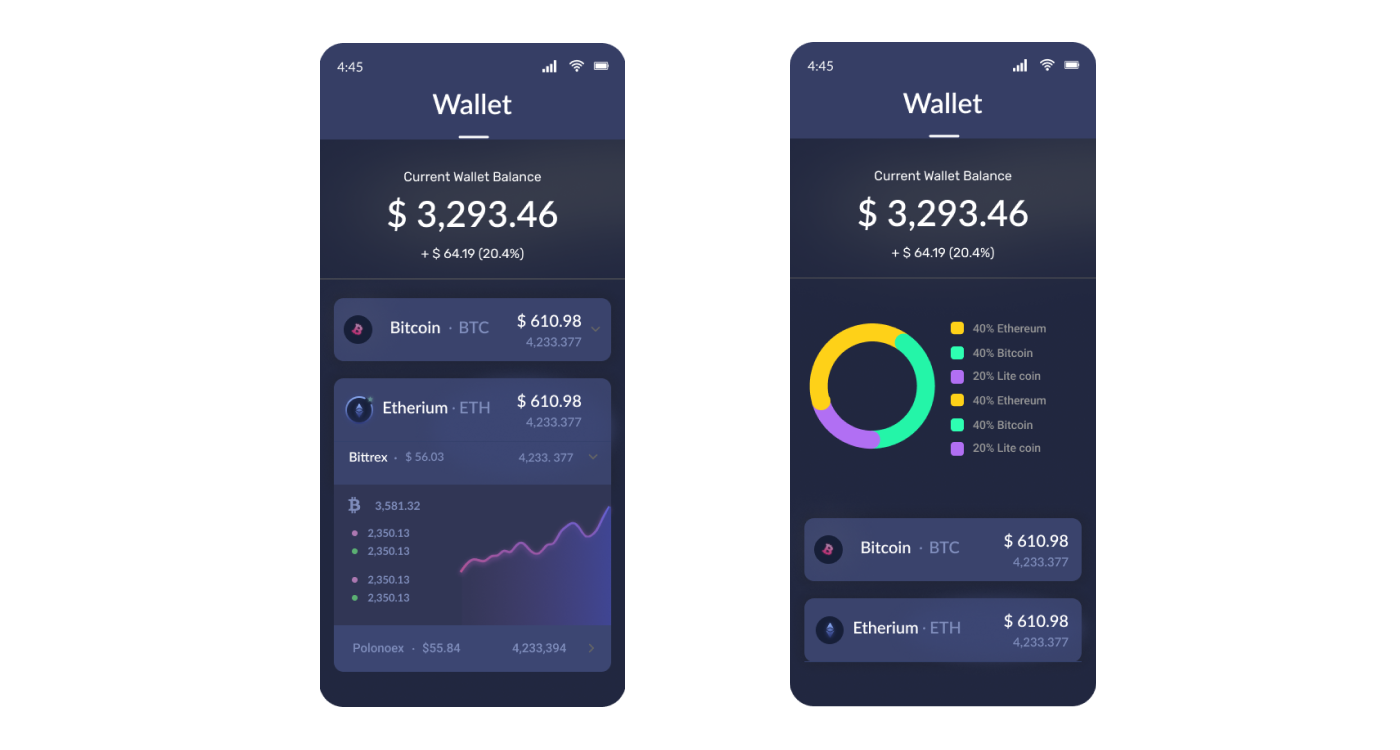 4:45
Wallet
Current Wallet Balance
$ 3,293.46
+ $ 64.19 (20.4%)
Bitcoin · BTC
$ 610.98
4,233.377
Etherium · ETH
$ 610.98
4,233.377
Bittrex · $ 56.03
4,233. 377
3,581.32
2,350.13
2,350.13
2,350.13
2,350.13
Polonoex · $55.84
4,233,394
4:45
Wallet
Current Wallet Balance
$ 3,293.46
+ $ 64.19 (20.4%)
40% Ethereum
40% Bitcoin
20% Lite coin
40% Ethereum
40% Bitcoin
20% Lite coin
Bitcoin · BTC
$ 610.98
4,233.377
Etherium · ETH
$ 610.98
4,233.377